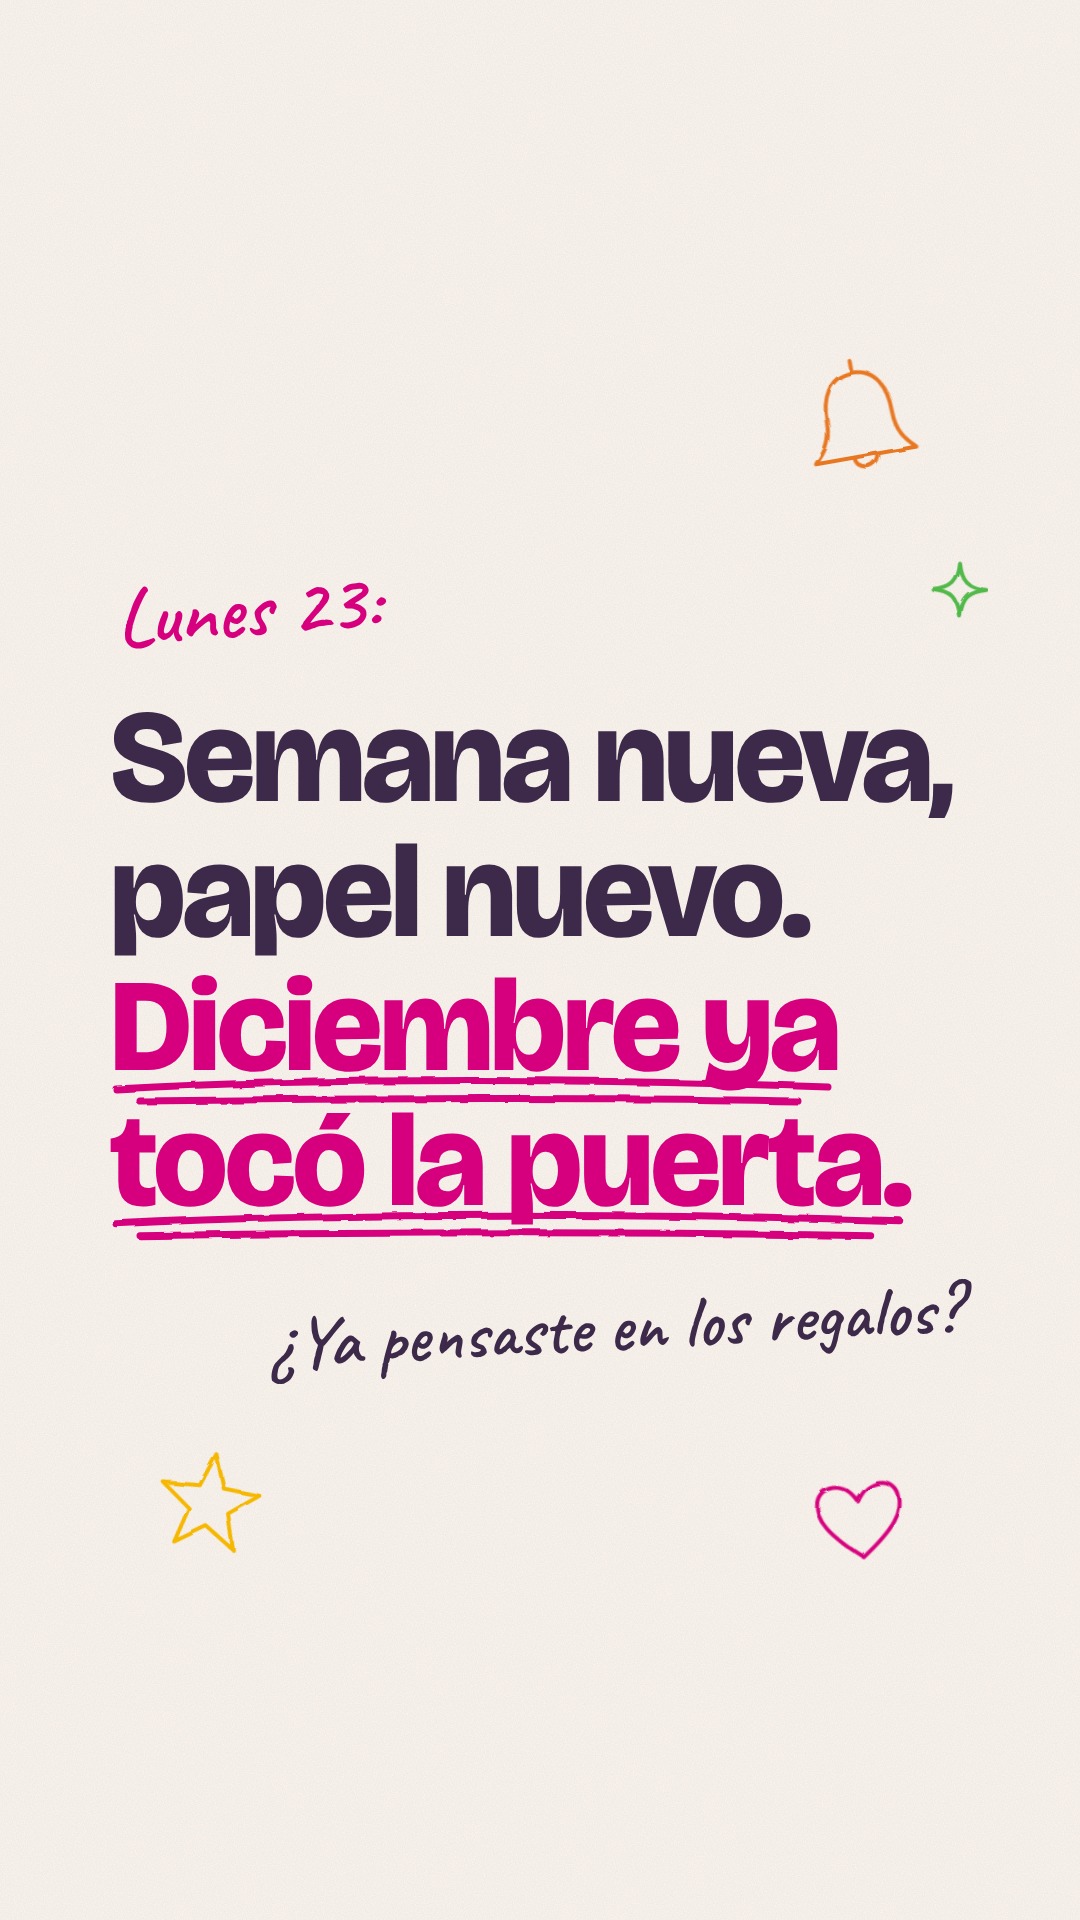 Lunes 23:
Semana nueva,
papel nuevo.
Diciembre ya
tocó la puerta.
¿Ya pensaste en los regalos?